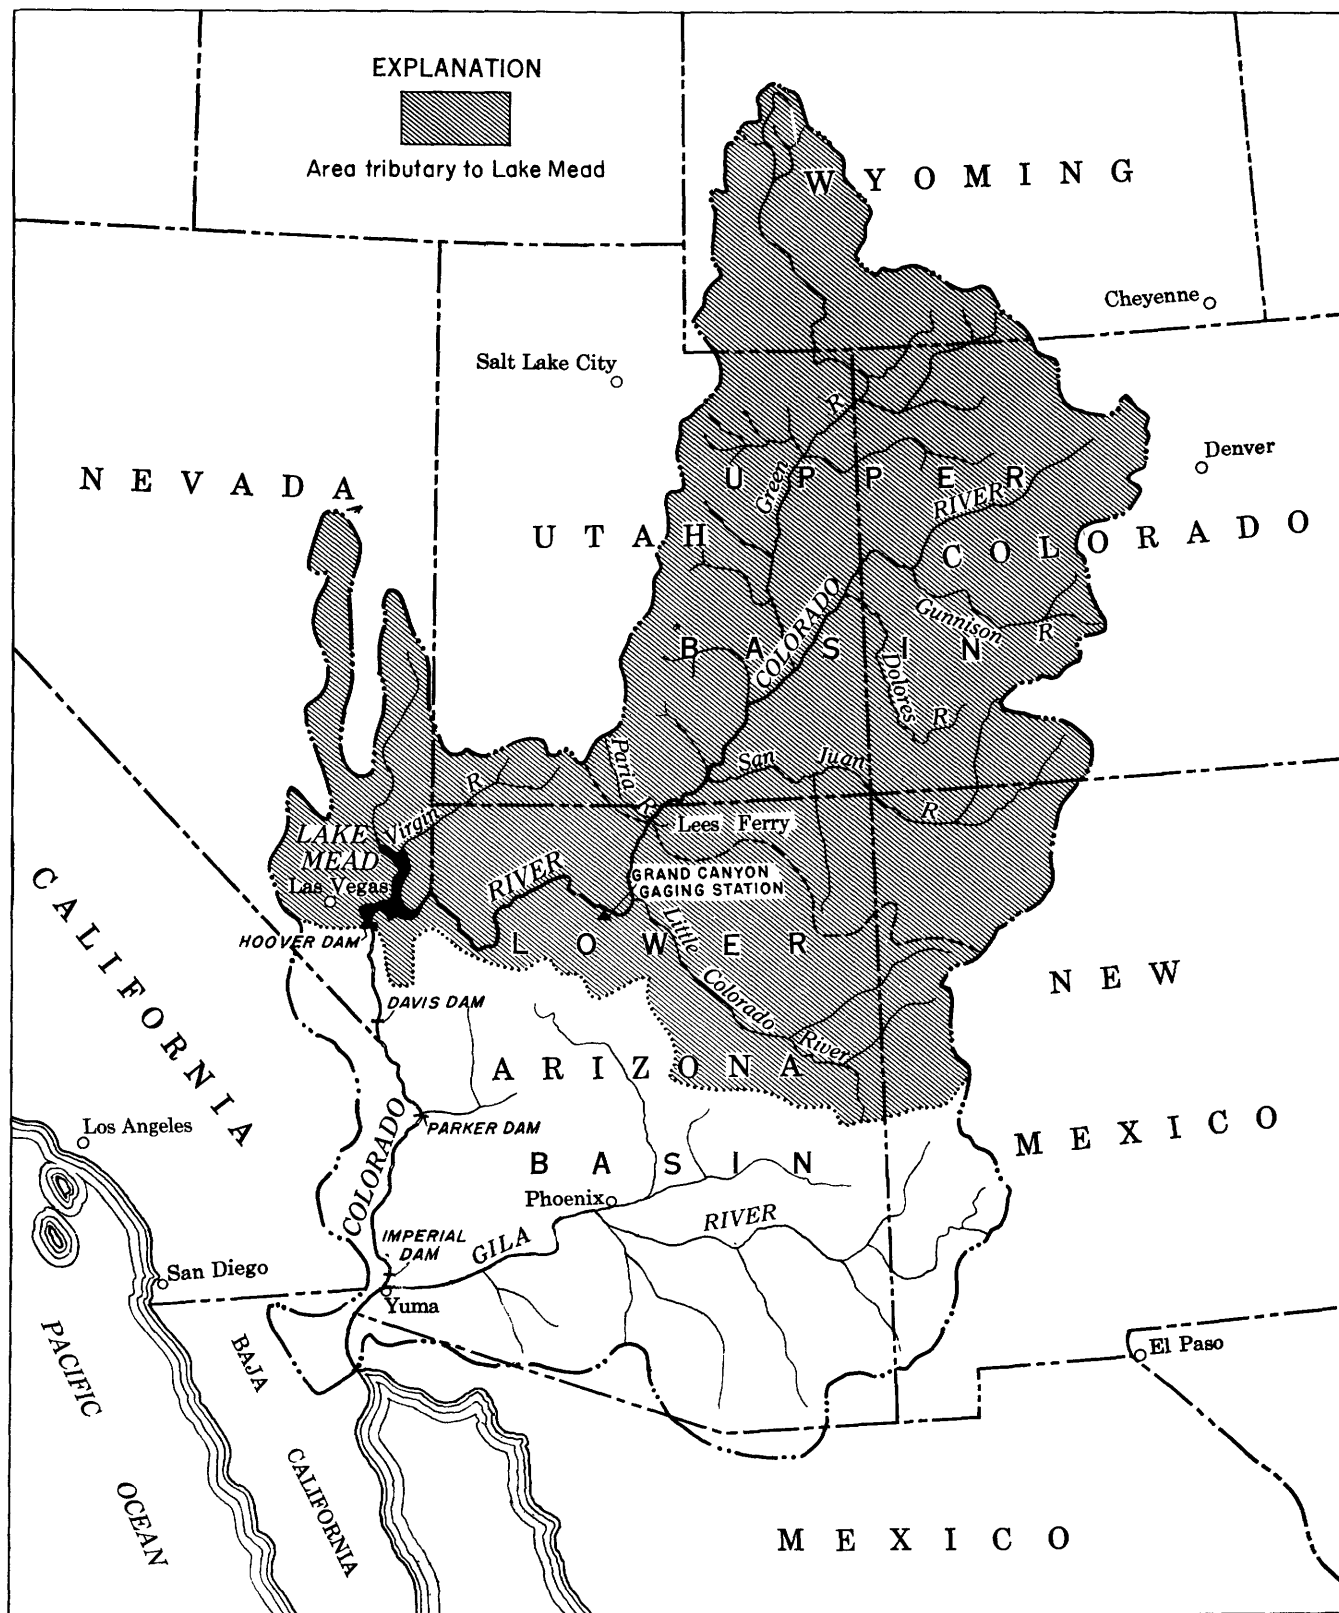 EXPLANATION
Area tributary to Lake Mead
WYOMING
Cheyenne
Salt Lake City
Denver
NEVADA
UTAH
COLORADO
UPPER
BASIN
Green R
COLORADO
RIVER
Gunnison R
Dolores R
San Juan R
Paria R
Virgin R
Lees Ferry
LAKE
MEAD
Las Vegas
RIVER
GRAND CANYON
GAGING STATION
HOOVER DAM
LOWER
Little Colorado River
DAVIS DAM
NEW
MEXICO
CALIFORNIA
ARIZONA
Los Angeles
COLORADO
PARKER DAM
BASIN
Phoenix
GILA RIVER
IMPERIAL
DAM
San Diego
Yuma
El Paso
PACIFIC
OCEAN
BAJA
CALIFORNIA
MEXICO